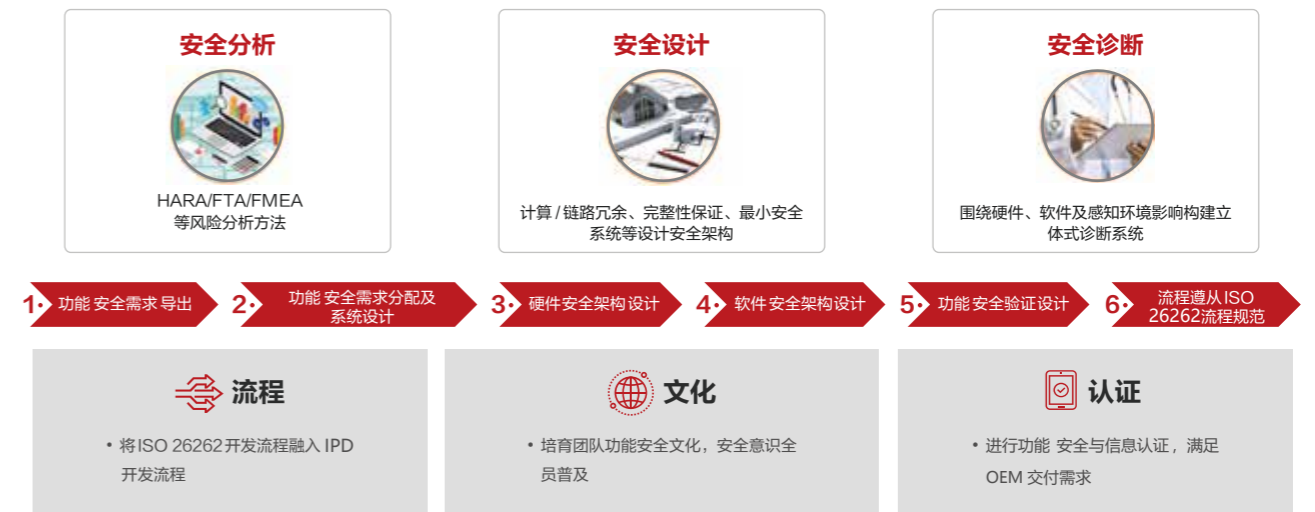 安全分析
HARA/FTA/FMEA
等风险分析方法
安全设计
计算/链路冗余、完整性保证、最小安全
系统等设计安全架构
安全诊断
围绕硬件、软件及感知环境影响构建立
体式诊断系统
1· 功能安全需求导出
2· 功能安全需求分配及
系统设计
3· 硬件安全架构设计
4· 软件安全架构设计
5· 功能安全验证设计
6· 流程遵从ISO
26262流程规范
流程
• 将ISO 26262开发流程融入 IPD
开发流程
文化
• 培育团队功能安全文化，安全意识全
员普及
认证
• 进行功能 安全与信息认证，满足
OEM 交付需求